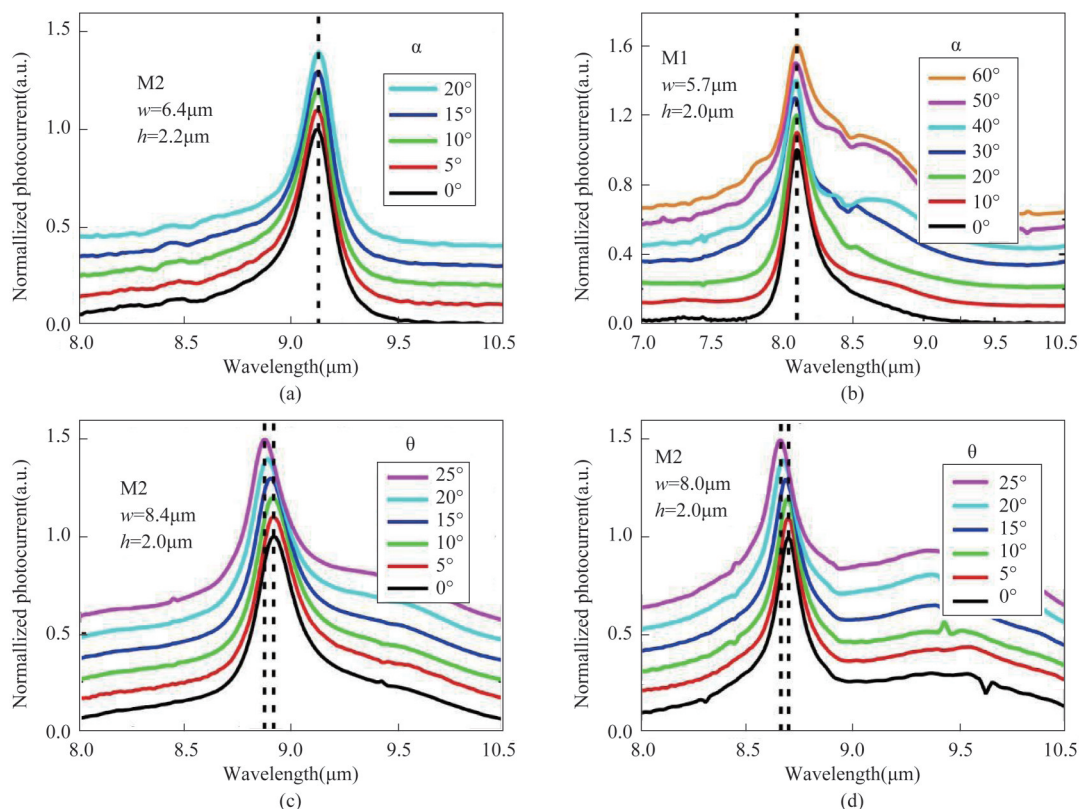 Normallized photocurrent(a.u.)
1.5
1.0
0.5
0.0
M2
w=6.4μm
h=2.2μm
α
20°
15°
10°
5°
0°
8.0 8.5 9.0 9.5 10.5
Wavelength(μm)
(a)
Normallized photocurrent(a.u.)
1.6
1.2
0.8
0.4
0.0
M1
w=5.7μm
h=2.0μm
α
60°
50°
40°
30°
20°
10°
0°
7.0 7.5 7.5 8.0 8.5 9.0 9.5 10.5
Wavelength(μm)
(b)
Normallized photocurrent(a.u.)
1.5
1.0
0.5
0.0
M2
w=8.4μm
h=2.0μm
θ
25°
20°
15°
10°
5°
0°
8.0 8.5 9.0 9.5 10.5
Wavelength(μm)
(c)
Normallized photocurrent(a.u.)
1.5
1.0
0.5
0.0
M2
w=8.0μm
h=2.0μm
θ
25°
20°
15°
10°
5°
0°
8.0 8.5 9.0 9.5 10.5
Wavelength(μm)
(d)